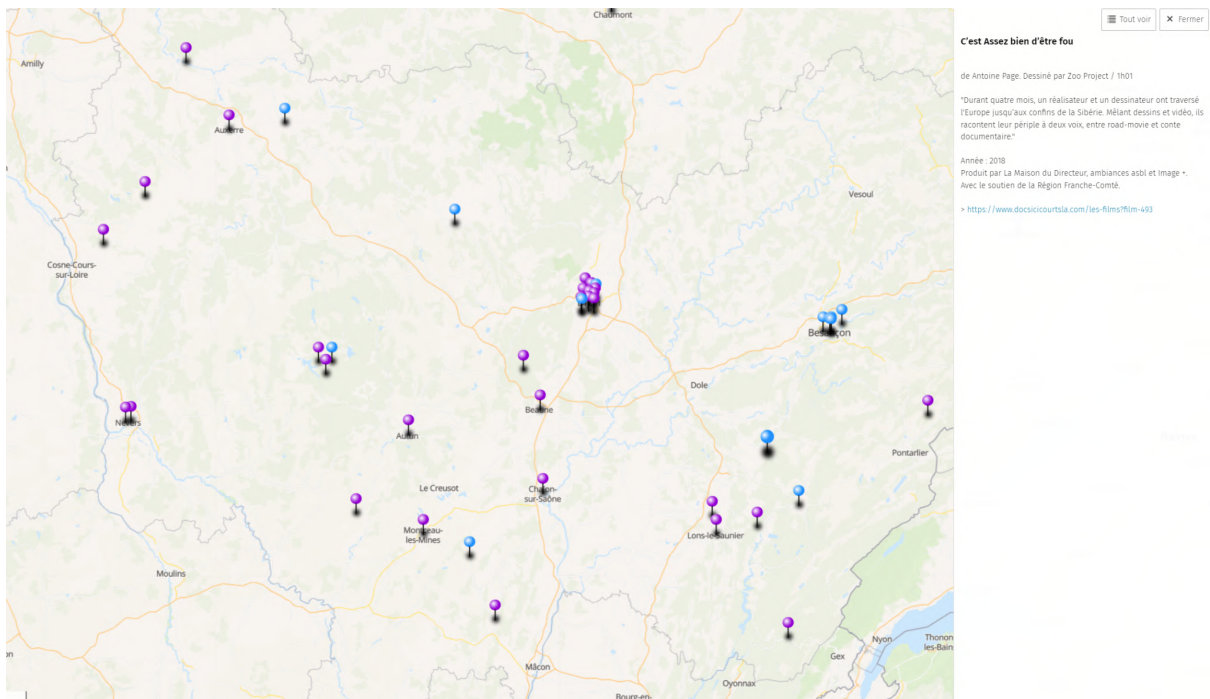 Chaumont
Amilly
Auxerre
Vesoul
Cosne-Cours-
sur-Loire
Besançon
Dole
Beaune
Nevers
Autun
Pontarlier
Le Creusot
Chalon-
sur-Saône
Montceau-
les-Mines
Lons-le-Saunier
Moulins
Nyon
Thonon
les-Bain
Gex
Mâcon
Oyonnax
Bourg-en-
on
Tout voir
Fermer
C'est Assez bien d'être fou
de Antoine Page. Dessiné par Zoo Project / 1h01
"Durant quatre mois, un réalisateur et un dessinateur ont traversé
l'Europe jusqu'aux confins de la Sibérie. Mêlant dessins et vidéo, ils
racontent leur périple à deux voix, entre road-movie et conte
documentaire."
Année : 2018
Produit par La Maison du Directeur, ambiances asbl et Image +.
Avec le soutien de la Région Franche-Comté.
> https://www.docsicicourtsla.com/les-films?film-493